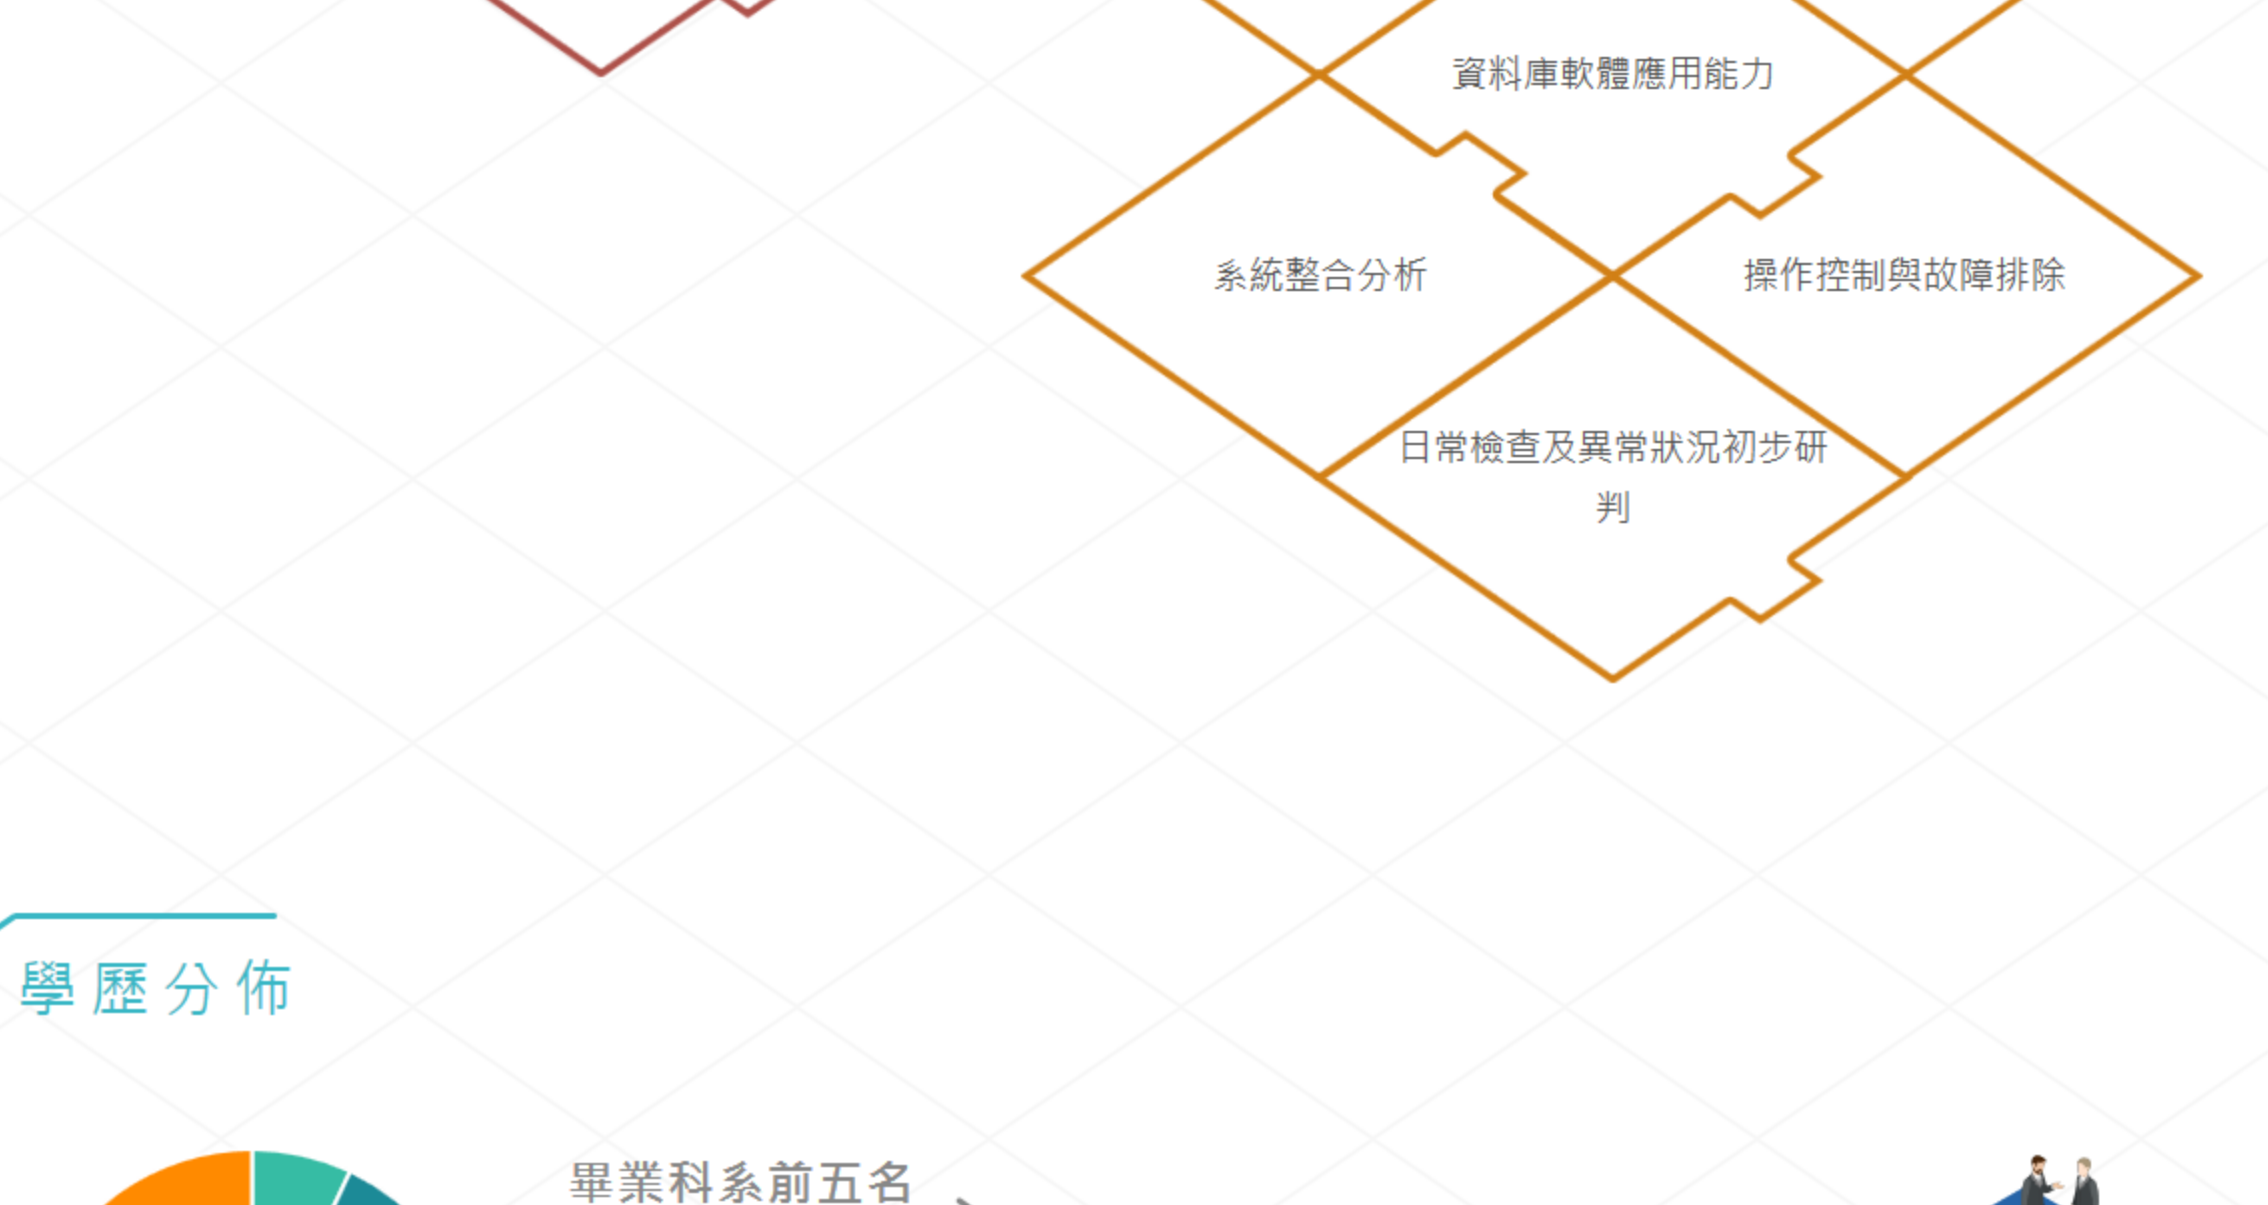 資料庫軟體應用能力
系統整合分析
操作控制與故障排除
日常檢查及異常狀況初步研
判
學歷分佈
畢業科系前五名